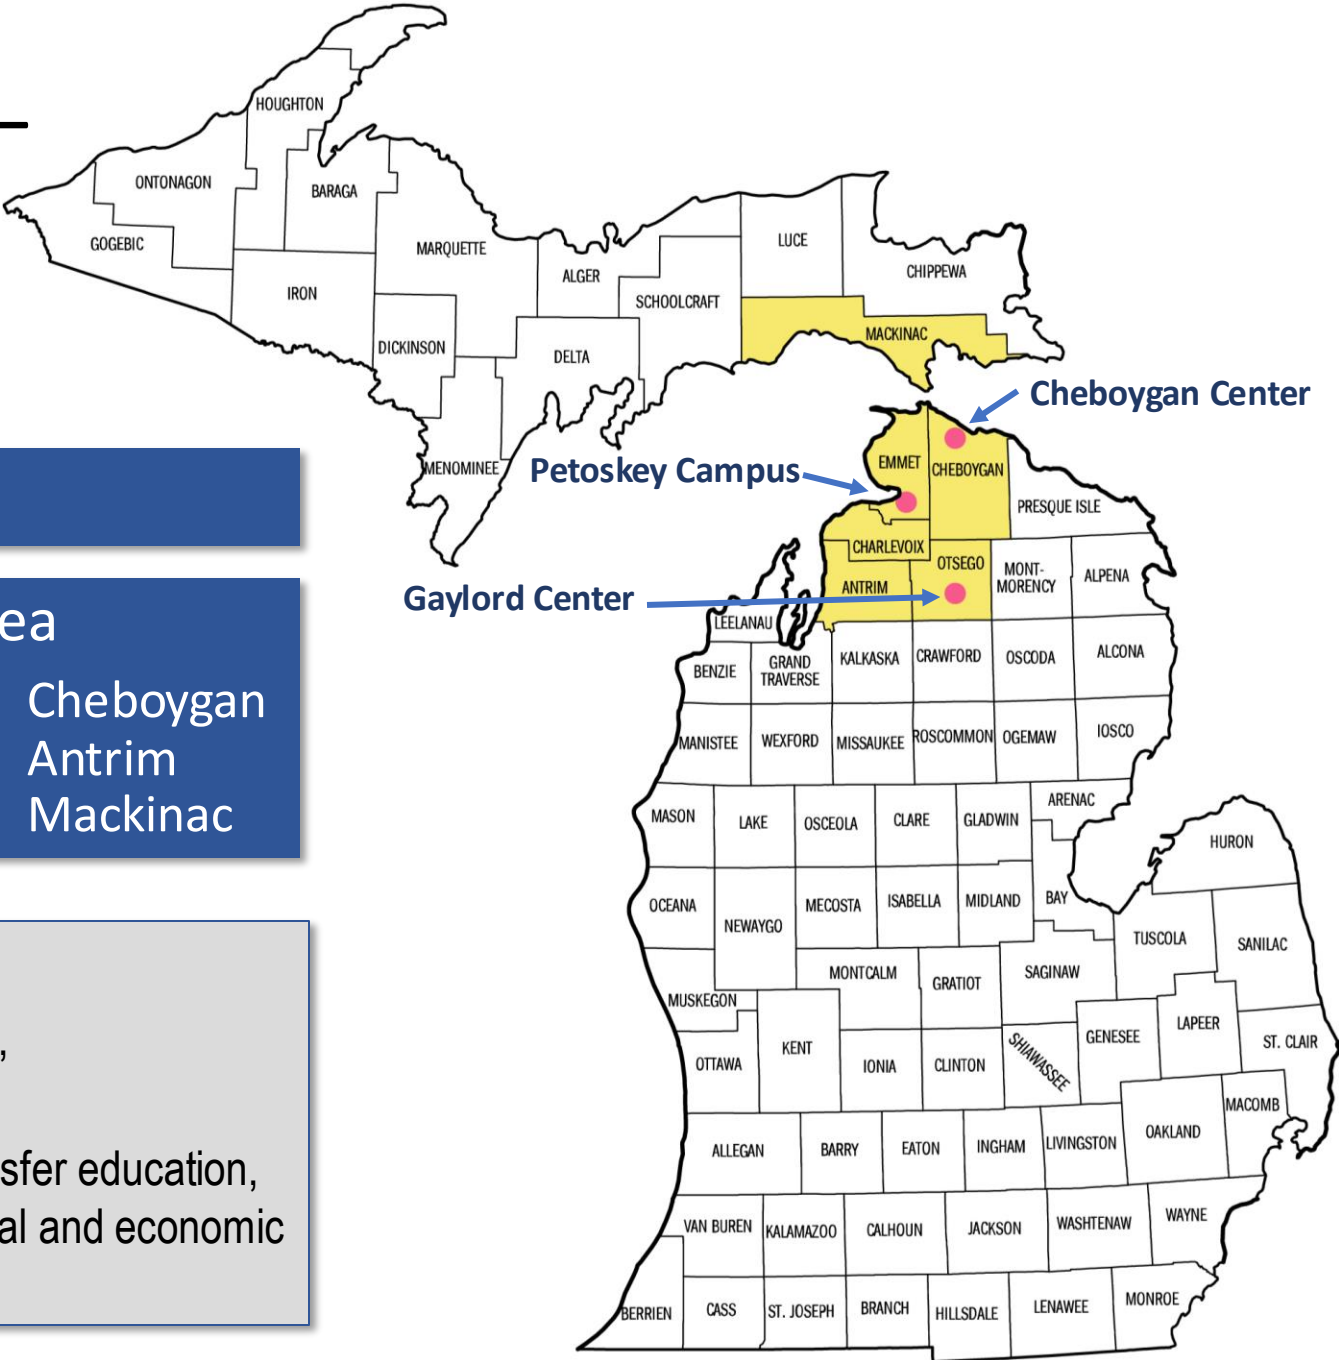 HOUGHTON
ONTONAGON
BARAGA
GOGEBIC
MARQUETTE
LUCE
ALGER
CHIPPEWA
IRON
SCHOOLCRAFT
MACKINAC
DICKINSON
DELTA
MENOMINEE
Cheboygan Center
Petoskey Campus
EMMET
CHEBOYGAN
PRESQUE ISLE
CHARLEVOIX
OTSEGO
MONT-
MORENCY
ALPENA
ANTRIM
Gaylord Center
LEELANAU
BENZIE
GRAND
TRAVERSE
KALKASKA
CRAWFORD
OSCODA
ALCONA
MANISTEE
WEXFORD
MISSAUKEE
ROSCOMMON
OGEMAW
IOSCO
MASON
LAKE
OSCEOLA
CLARE
GLADWIN
ARENAC
HURON
OCEANA
NEWAYGO
MECOSTA
ISABELLA
MIDLAND
BAY
TUSCOLA
SANILAC
MUSKEGON
MONTCALM
GRATIOT
SAGINAW
OTTAWA
KENT
IONIA
CLINTON
SHIAWASSEE
GENESEE
LAPEER
ST. CLAIR
ALLEGAN
BARRY
EATON
INGHAM
LIVINGSTON
OAKLAND
MACOMB
VAN BUREN
KALAMAZOO
CALHOUN
JACKSON
WASHTENAW
WAYNE
BERRIEN
CASS
ST. JOSEPH
BRANCH
HILLSDALE
LENAWEE
MONROE
ea
Cheboygan
Antrim
Mackinac
,
sfer education,
al and economic